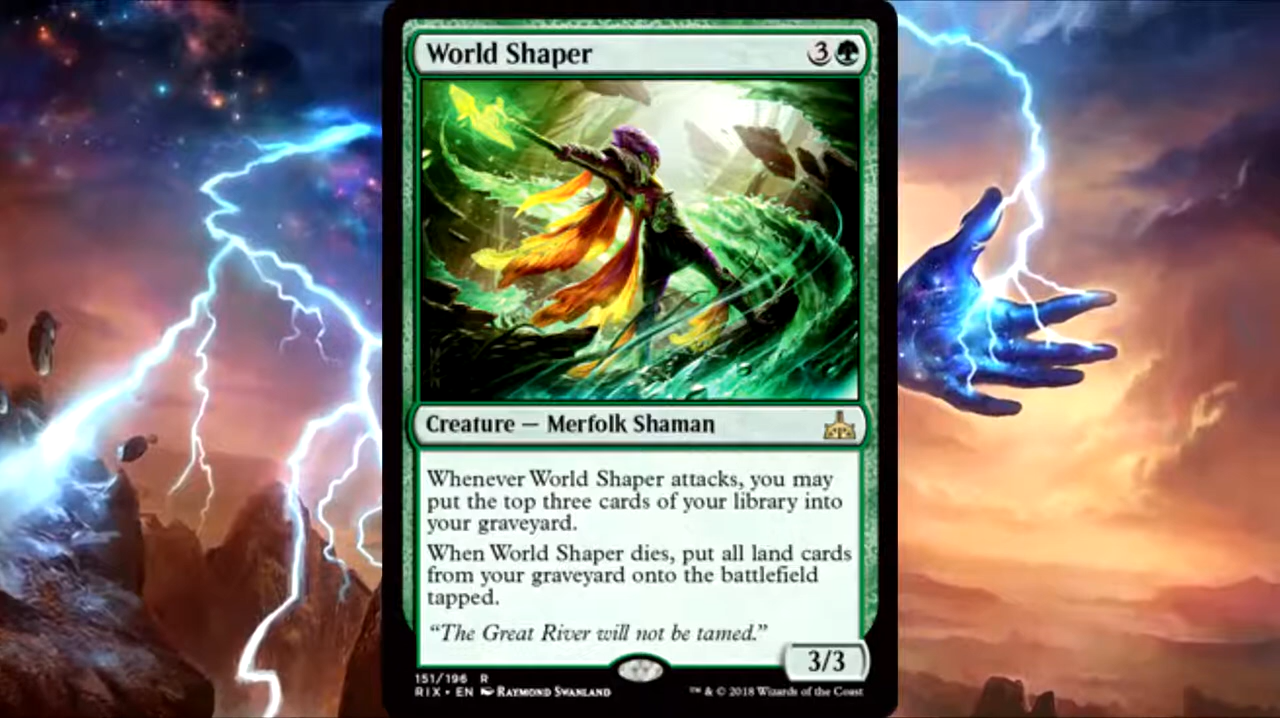 World Shaper 3
Creature — Merfolk Shaman
Whenever World Shaper attacks, you may
put the top three cards of your library into
your graveyard.
When World Shaper dies, put all land cards
from your graveyard onto the battlefield
tapped.
“The Great River will not be tamed.”
3/3
151/196 R
RIX • EN Raymond Swanland ™ & © 2018 Wizards of the Coast